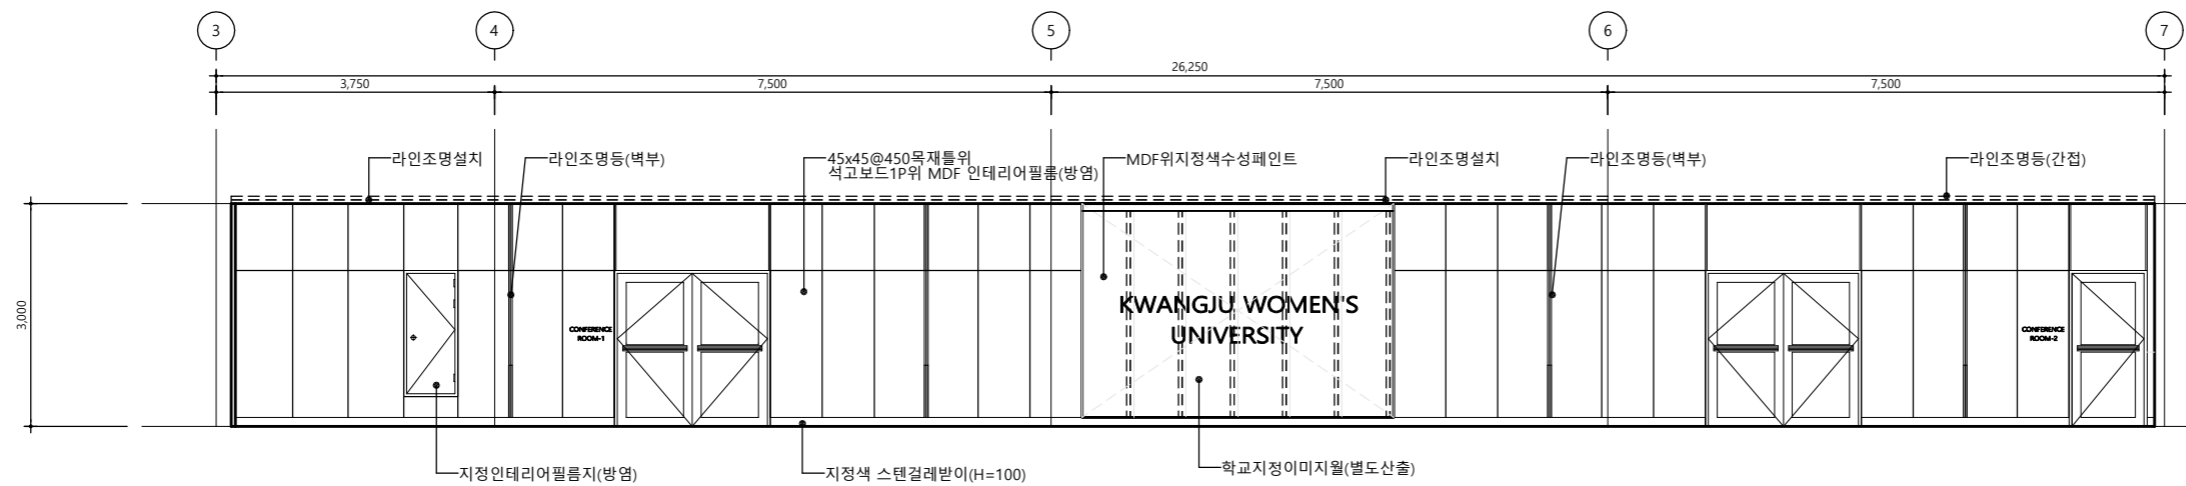 3
4
5
6
7
26,250
3,750
7,500
7,500
7,500
라인조명설치
라인조명등(벽부)
45x45@450목재틀위
석고보드1P위 MDF 인테리어필름(방염)
MDF위지정색수성페인트
라인조명설치
라인조명등(벽부)
라인조명등(간접)
3,000
KWANGJU WOMEN'S
UNIVERSITY
CONFERENCE
ROOM-1
CONFERENCE
ROOM-2
지정인테리어필름지(방염)
지정색 스텐걸레받이(H=100)
학교지정이미지월(별도산출)